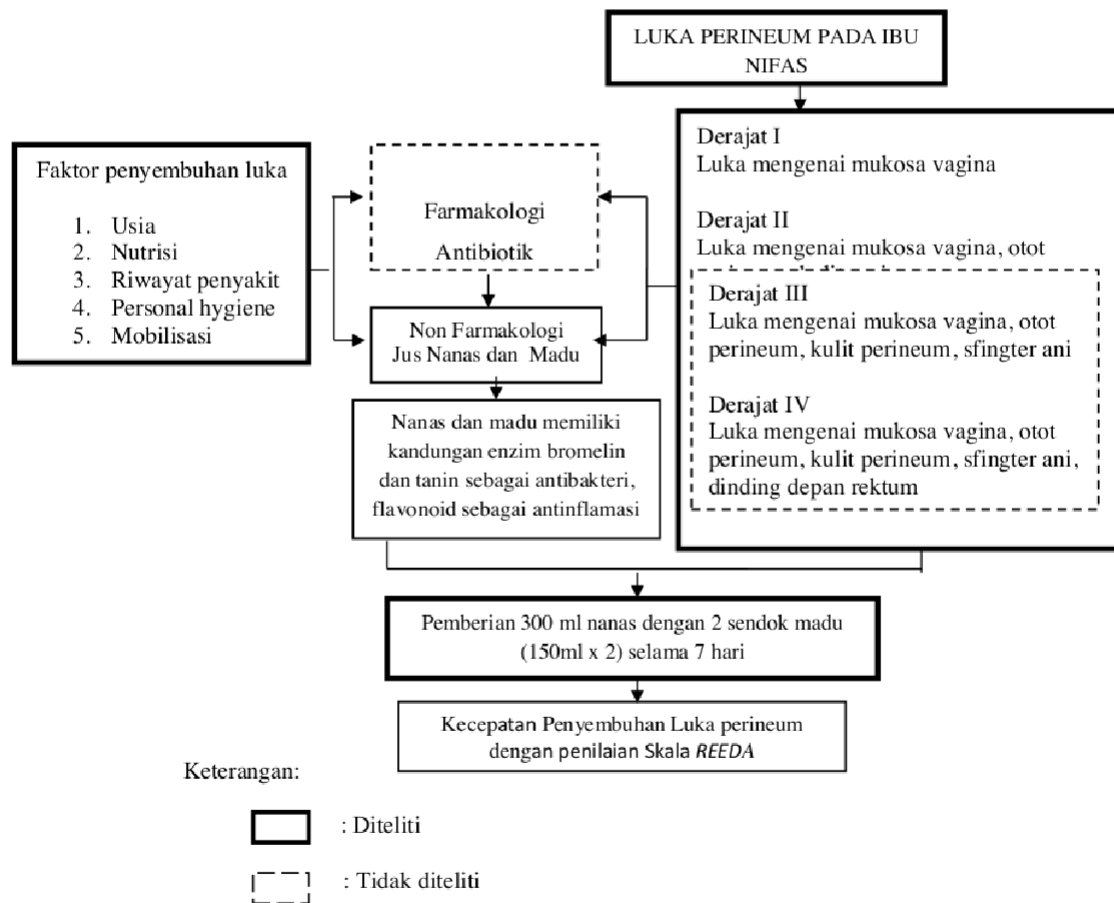 LUKA PERINEUM PADA IBU
NIFAS
Faktor penyembuhan luka
1. Usia
2. Nutrisi
3. Riwayat penyakit
4. Personal hygiene
5. Mobilisasi
Farmakologi
Antibiotik
Non Farmakologi
Jus Nanas dan Madu
Nanas dan madu memiliki
kandungan enzim bromelin
dan tanin sebagai antibakteri,
flavonoid sebagai antinflamasi
Derajat I
Luka mengenai mukosa vagina
Derajat II
Luka mengenai mukosa vagina, otot
Derajat III
Luka mengenai mukosa vagina, otot
perineum, kulit perineum, sfingter ani
Derajat IV
Luka mengenai mukosa vagina, otot
perineum, kulit perineum, sfingter ani,
dinding depan rektum
Pemberian 300 ml nanas dengan 2 sendok madu
(150ml x 2) selama 7 hari
Kecepatan Penyembuhan Luka perineum
dengan penilaian Skala REEDA
Keterangan:
: Diteliti
: Tidak diteliti